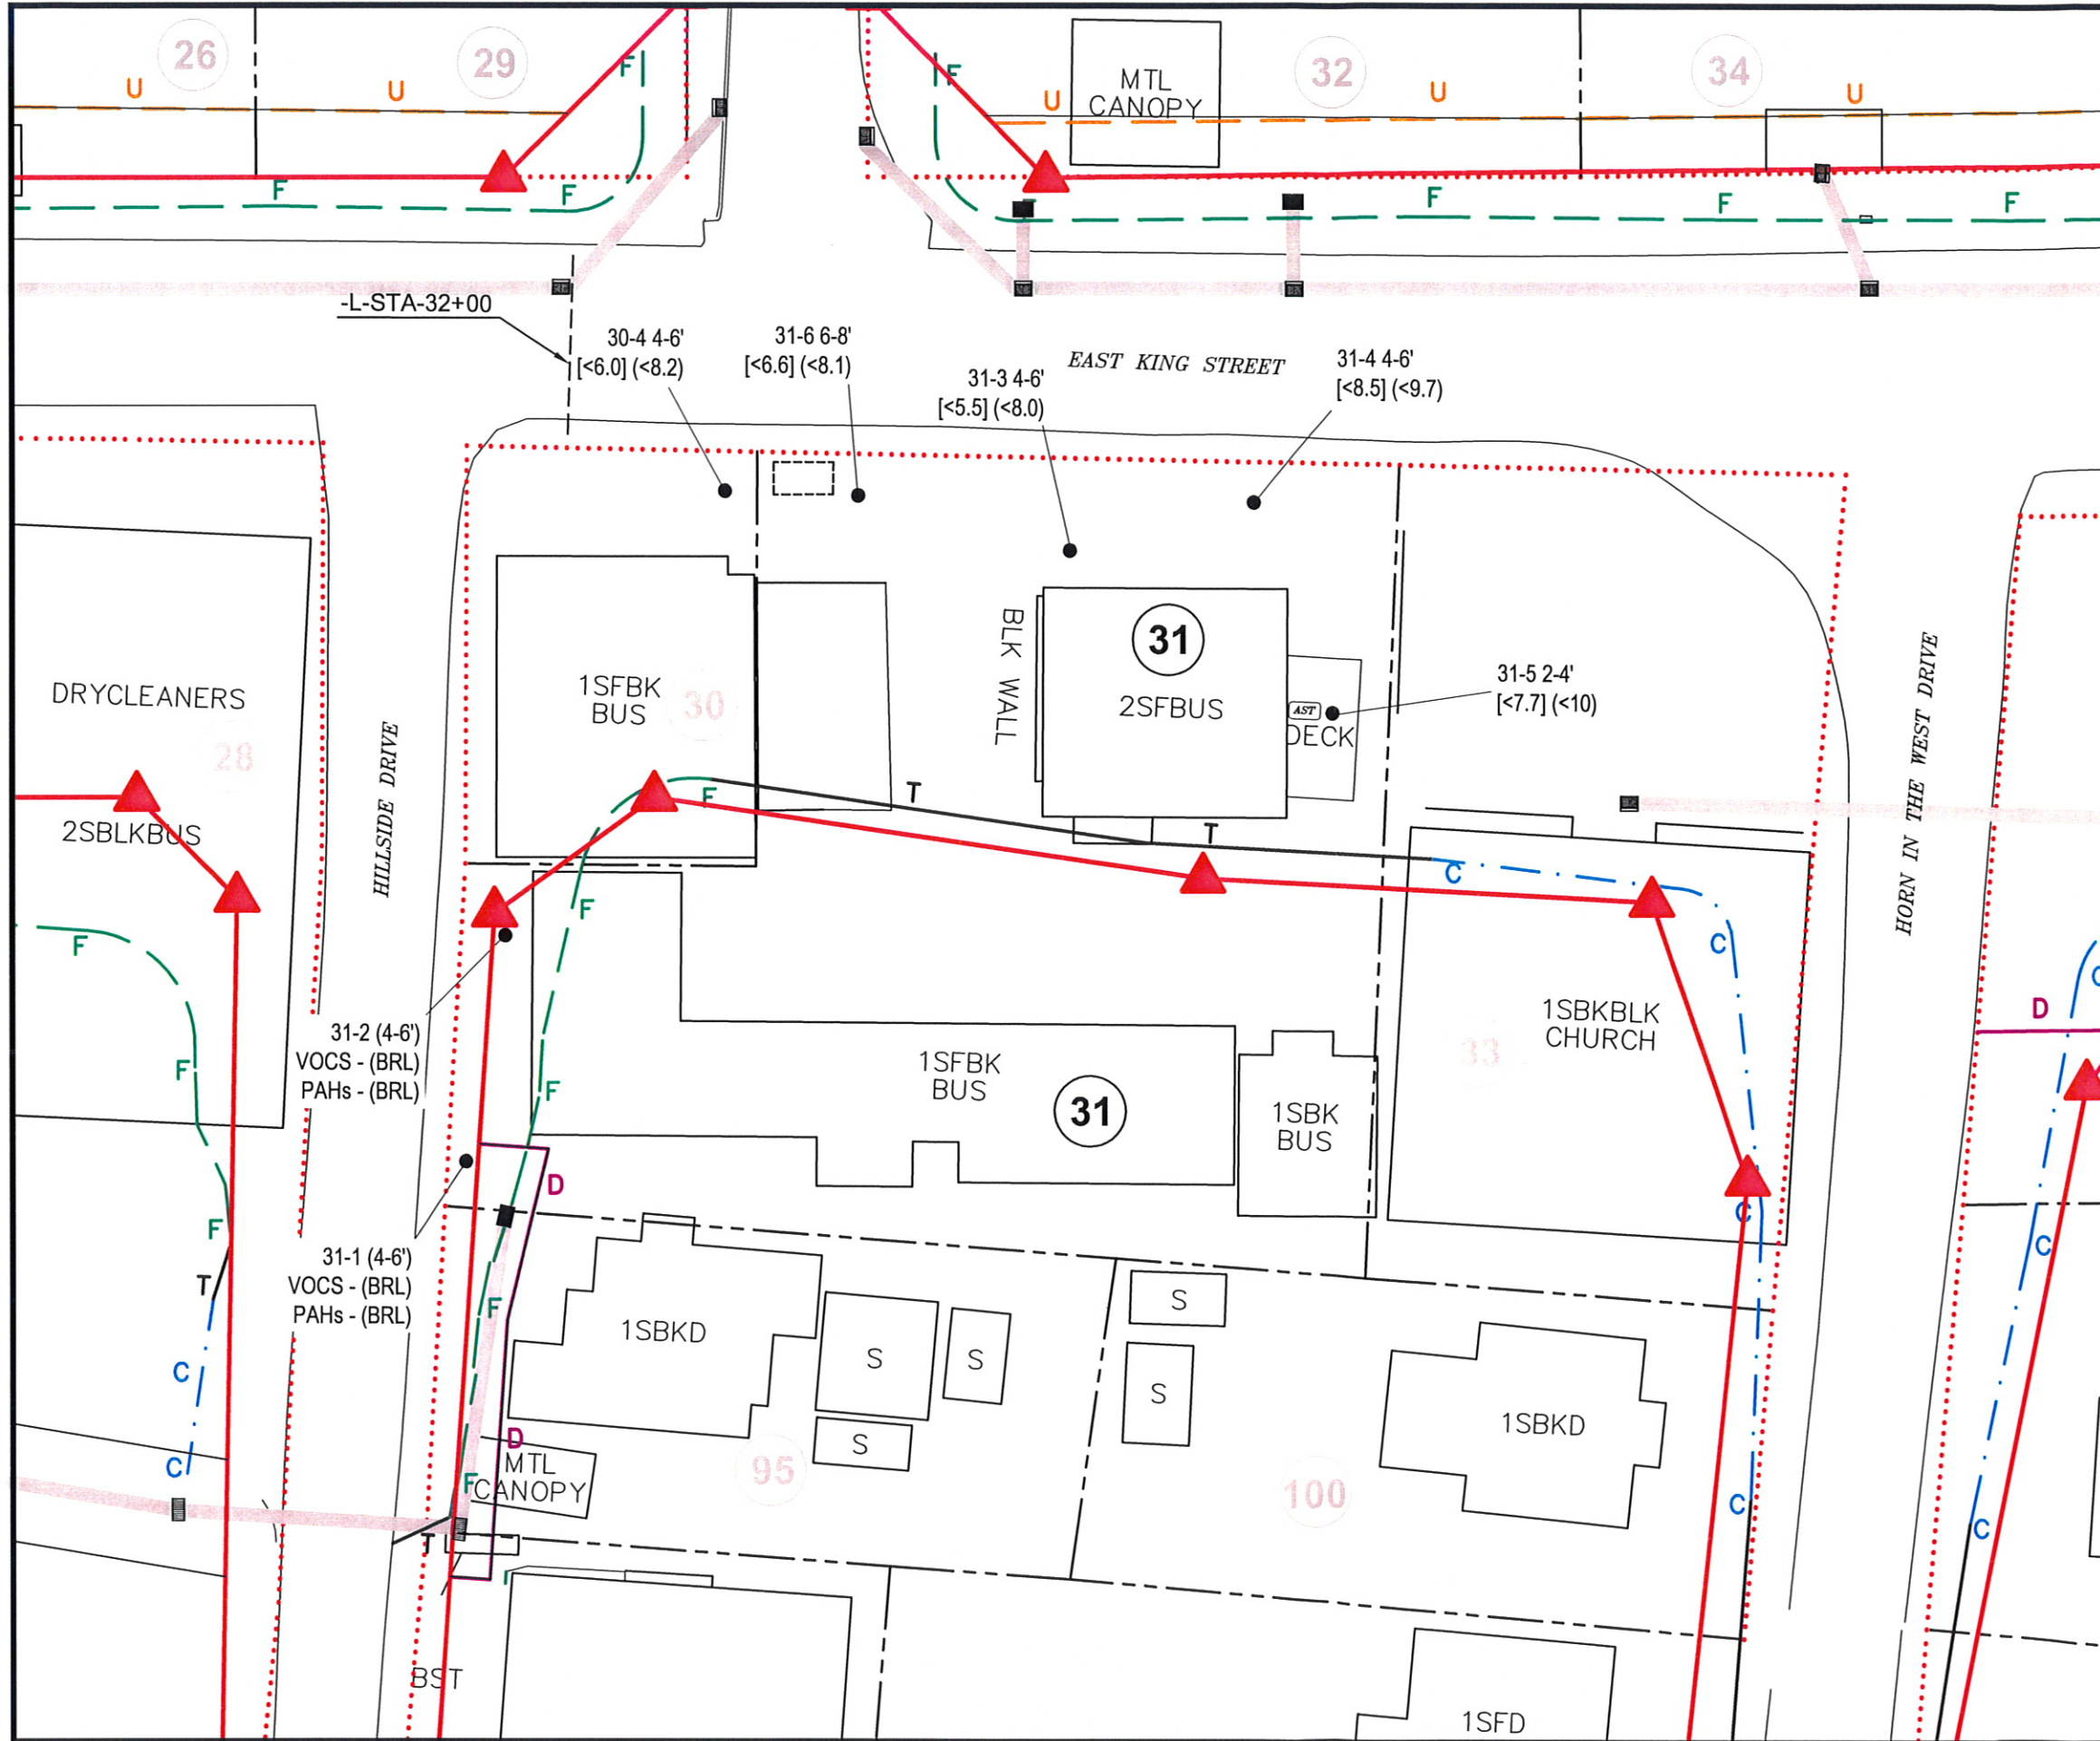 26
29
32
34
U
U
U
U
U
F
F
MTL
CANOPY
F
F
F
F
F
F
-L-STA-32+00
30-4 4-6'
[<6.0] (<8.2)
31-6 6-8'
[<6.6] (<8.1)
31-3 4-6'
[<5.5] (<8.0)
EAST KING STREET
31-4 4-6'
[<8.5] (<9.7)
DRYCLEANERS
28
2SBLKBUS
HILLSIDE DRIVE
1SFBK
BUS
30
BLK WALL
31
2SFBUS
AST
DECK
31-5 2-4'
[<7.7] (<10)
HORN IN THE WEST DRIVE
F
T
T
C
F
F
C
C
D
31-2 (4-6')
VOCS - (BRL)
PAHs - (BRL)
F
F
1SFBK
BUS
31
1SBK
BUS
33
1SBKBLK
CHURCH
D
C
F
C
31-1 (4-6')
VOCS - (BRL)
PAHs - (BRL)
T
F
1SBKD
S
S
S
S
S
1SBKD
C
C
D
F
MTL
CANOPY
95
100
C
C
T
BST
1SFD